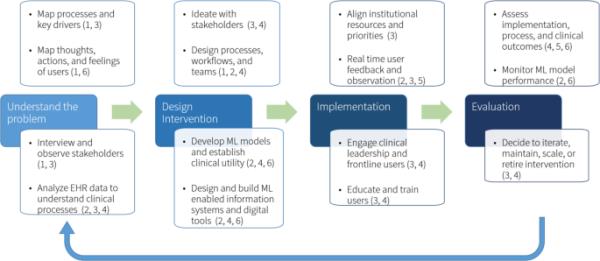 • Map processes and
key drivers (1, 3)
• Map thoughts,
actions, and feelings
of users (1, 6)
Understand the
problem
• Interview and
observe stakeholders
(1, 3)
• Analyze EHR data to
understand clinical
processes (2, 3, 4)
• Ideate with
stakeholders (3, 4)
• Design processes,
workflows, and
teams (1, 2, 4)
Design
Intervention
• Develop ML models
and establish
clinical utility (2, 4, 6)
• Design and build ML
enabled information
systems and digital
tools (2, 4, 6)
• Align institutional
resources and
priorities (3)
• Real time user
feedback and
observation (2, 3, 5)
Implementation
• Engage clinical
leadership and
frontline users (3, 4)
• Educate and train
users (3, 4)
• Assess
implementation,
process, and clinical
outcomes (4, 5, 6)
• Monitor ML model
performance (2, 6)
Evaluation
• Decide to iterate,
maintain, scale, or
retire intervention
(3, 4)